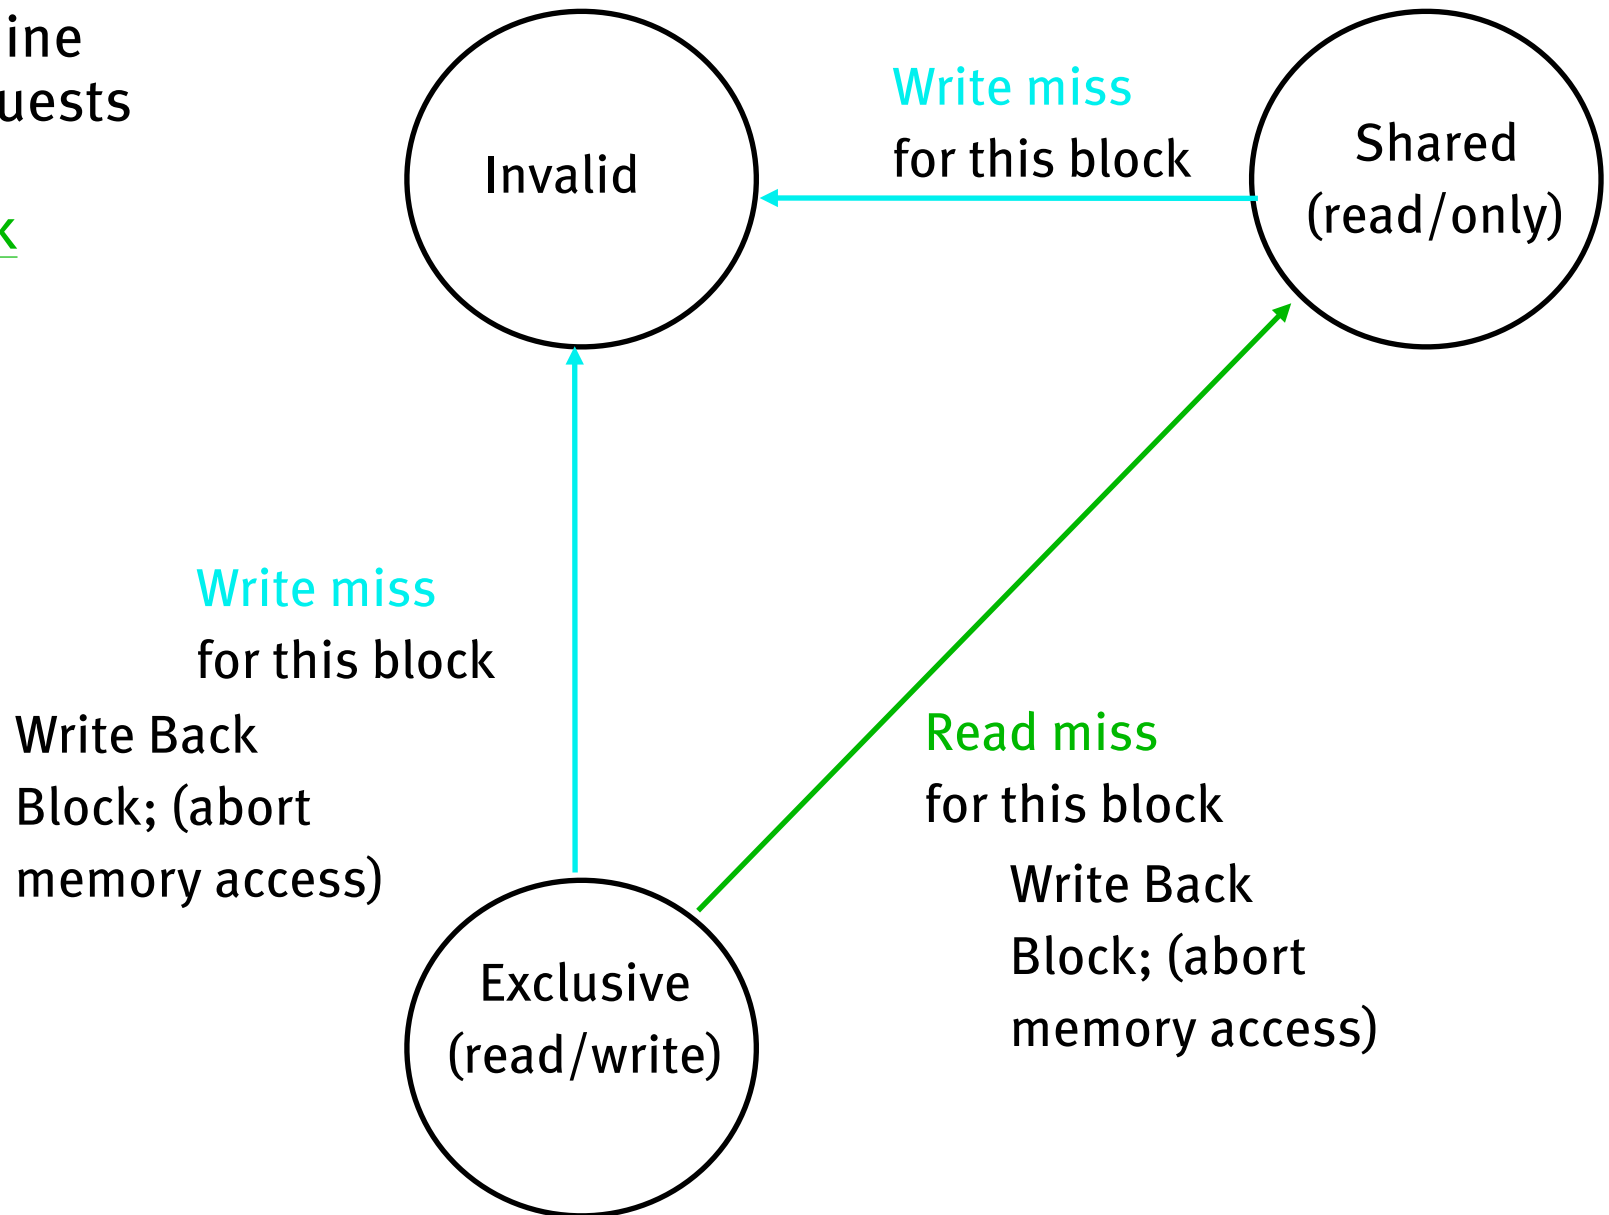 ine
uests
k
Invalid
Write miss
for this block
Shared
(read/only)
Write miss
for this block
Write Back
Block; (abort
memory access)
Read miss
for this block
Write Back
Block; (abort
memory access)
Exclusive
(read/write)